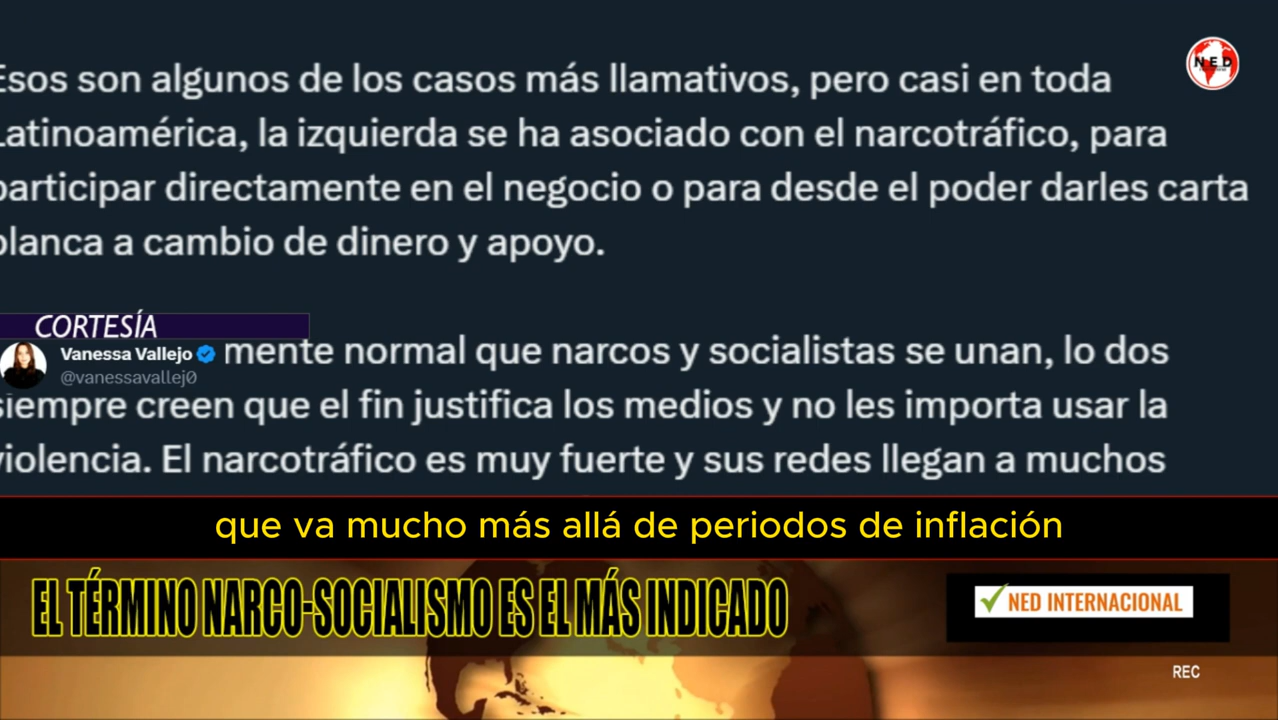 Esos son algunos de los casos más llamativos, pero casi en toda
Latinoamérica, la izquierda se ha asociado con el narcotráfico, para
participar directamente en el negocio o para desde el poder darles carta
blanca a cambio de dinero y apoyo.
NED
CORTESÍA
Vanessa Vallejo
@vanessavallej0
mente normal que narcos y socialistas se unan, lo dos
siempre creen que el fin justifica los medios y no les importa usar la
violencia. El narcotráfico es muy fuerte y sus redes llegan a muchos
que va mucho más allá de periodos de inflación
EL TÉRMINO NARCO-SOCIALISMO ES EL MÁS INDICADO
NED INTERNACIONAL
REC